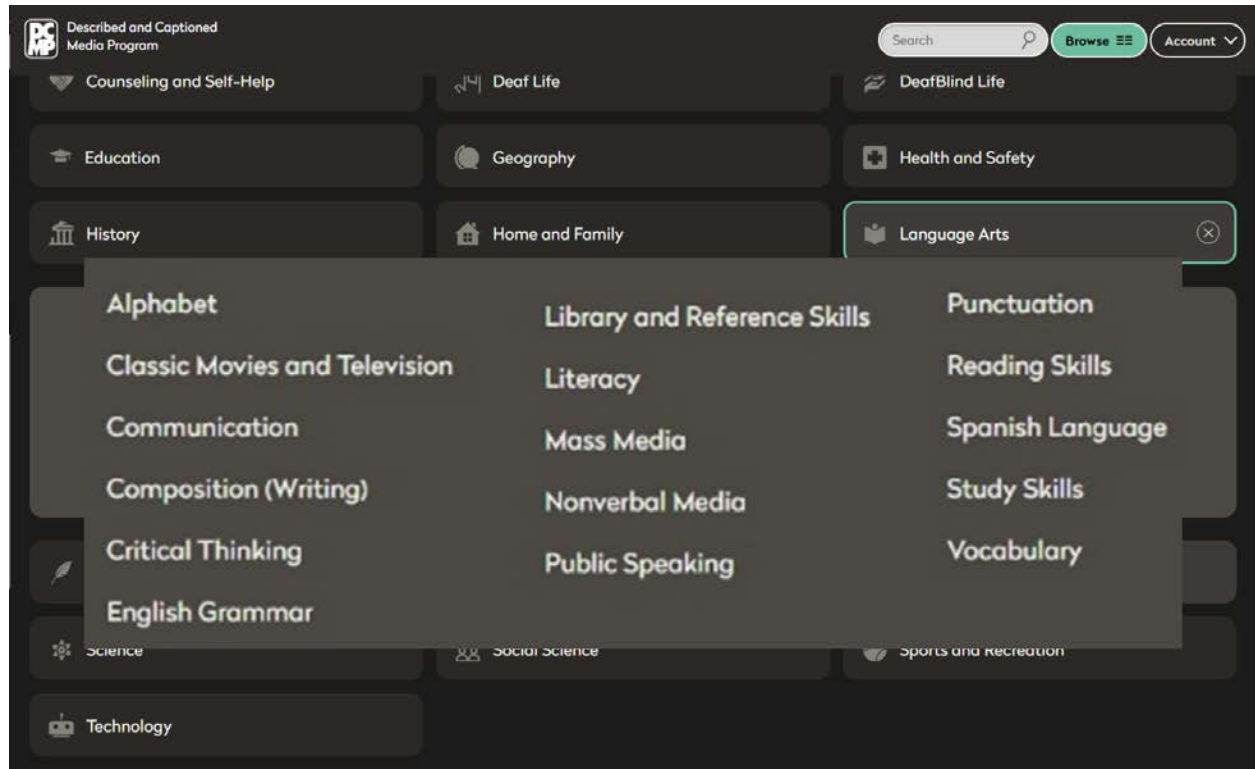 DCMP
Described and Captioned
Media Program
Search
Browse
Account
Counseling and Self-Help
Deaf Life
DeafBlind Life
Education
Geography
Health and Safety
History
Home and Family
Language Arts
Alphabet
Classic Movies and Television
Communication
Composition (Writing)
Critical Thinking
English Grammar
Library and Reference Skills
Literacy
Mass Media
Nonverbal Media
Public Speaking
Punctuation
Reading Skills
Spanish Language
Study Skills
Vocabulary
Science
Social Science
Sports and Recreation
Technology